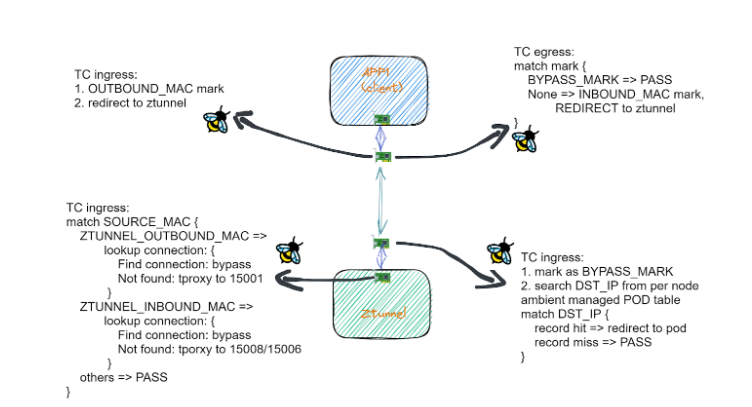 TC ingress:
1. OUTBOUND_MAC mark
2. redirect to ztunnel
APP1
(client)
TC egress:
match mark {
BYPASS_MARK => PASS
None => INBOUND_MAC mark,
REDIRECT to ztunnel
}
TC ingress:
match SOURCE_MAC {
ZTUNNEL_OUTBOUND_MAC =>
lookup connection: {
Find connection: bypass
Not found: tproxy to 15001
}
ZTUNNEL_INBOUND_MAC =>
lookup connection: {
Find connection: bypass
Not found: tporxy to 15008/15006
}
others => PASS
}
Ztunnel
TC ingress:
1. mark as BYPASS_MARK
2. search DST_IP from per node
ambient managed POD table
match DST_IP {
record hit => redirect to pod
record miss => PASS
}